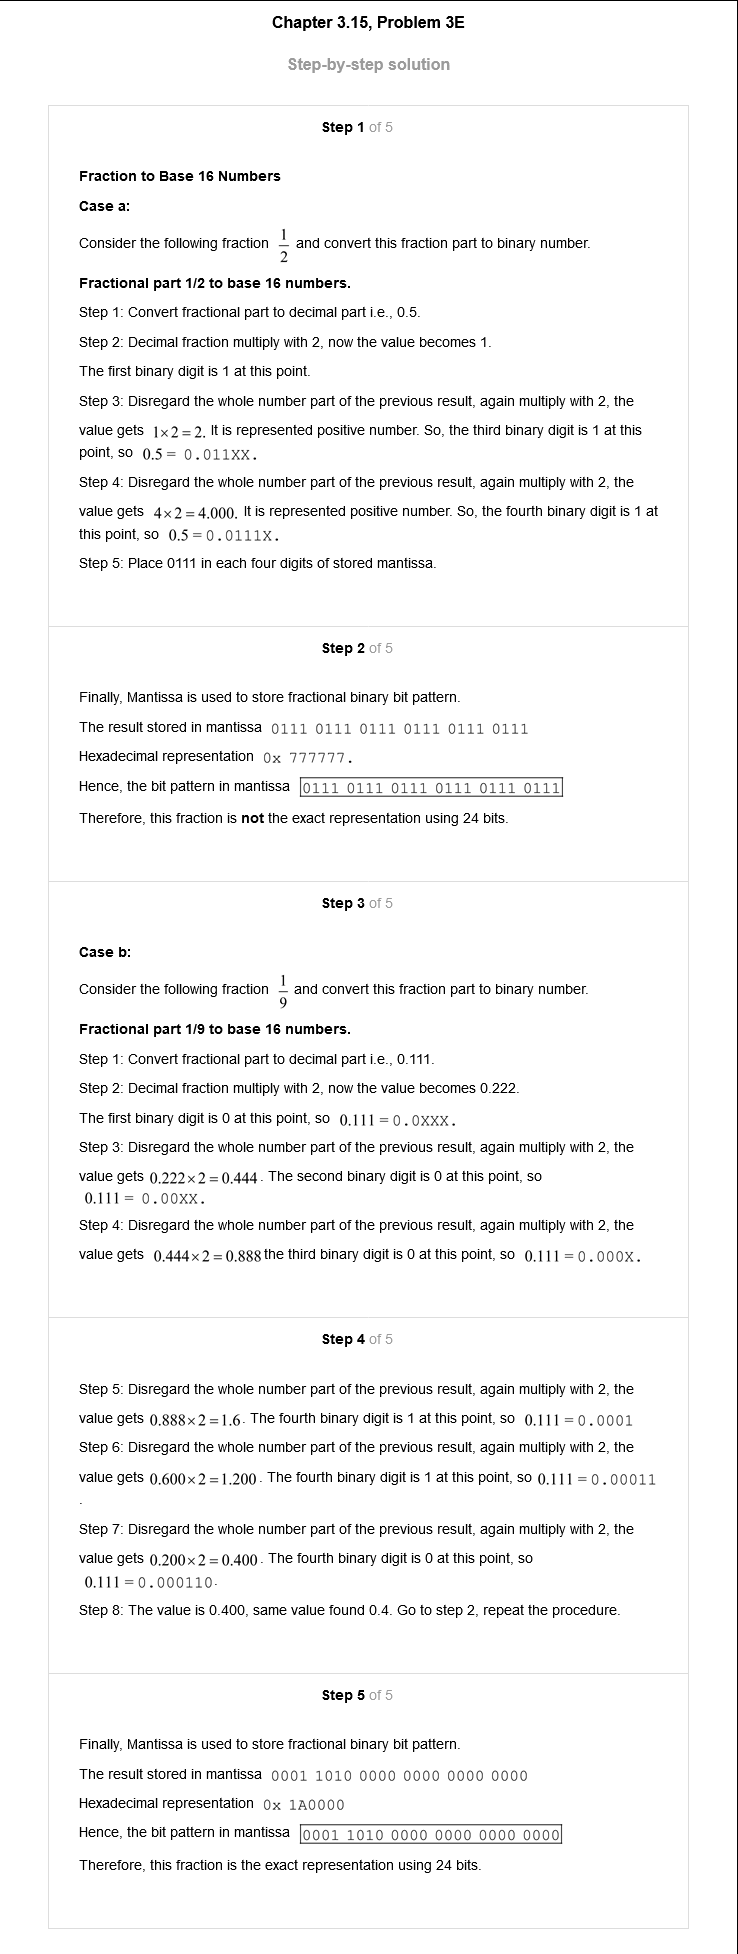 Chapter 3.15, Problem 3E
Step-by-step solution
Step 1 of 5
Fraction to Base 16 Numbers
Case a:
Consider the following fraction 1/2 and convert this fraction part to binary number.
Fractional part 1/2 to base 16 numbers.
Step 1: Convert fractional part to decimal part i.e., 0.5.
Step 2: Decimal fraction multiply with 2, now the value becomes 1.
The first binary digit is 1 at this point.
Step 3: Disregard the whole number part of the previous result, again multiply with 2, the
value gets 1×2=2. It is represented positive number. So, the third binary digit is 1 at this
point, so 0.5 = 0.011XX.
Step 4: Disregard the whole number part of the previous result, again multiply with 2, the
value gets 4×2=4.000. It is represented positive number. So, the fourth binary digit is 1 at
this point, so 0.5 = 0.0111X.
Step 5: Place 0111 in each four digits of stored mantissa.
Step 2 of 5
Finally, Mantissa is used to store fractional binary bit pattern.
The result stored in mantissa 0111 0111 0111 0111 0111 0111
Hexadecimal representation 0x 777777.
Hence, the bit pattern in mantissa 0111 0111 0111 0111 0111 0111
Therefore, this fraction is not the exact representation using 24 bits.
Step 3 of 5
Case b:
Consider the following fraction 1/9 and convert this fraction part to binary number.
Fractional part 1/9 to base 16 numbers.
Step 1: Convert fractional part to decimal part i.e., 0.111.
Step 2: Decimal fraction multiply with 2, now the value becomes 0.222.
The first binary digit is 0 at this point, so 0.111 = 0.0XXX.
Step 3: Disregard the whole number part of the previous result, again multiply with 2, the
value gets 0.222×2=0.444. The second binary digit is 0 at this point, so
0.111 = 0.00XX.
Step 4: Disregard the whole number part of the previous result, again multiply with 2, the
value gets 0.444×2=0.888 the third binary digit is 0 at this point, so 0.111 = 0.000X.
Step 4 of 5
Step 5: Disregard the whole number part of the previous result, again multiply with 2, the
value gets 0.888×2=1.6. The fourth binary digit is 1 at this point, so 0.111 = 0.0001
Step 6: Disregard the whole number part of the previous result, again multiply with 2, the
value gets 0.600×2=1.200. The fourth binary digit is 1 at this point, so 0.111 = 0.00011
.
Step 7: Disregard the whole number part of the previous result, again multiply with 2, the
value gets 0.200×2=0.400. The fourth binary digit is 0 at this point, so
0.111 = 0.000110.
Step 8: The value is 0.400, same value found 0.4. Go to step 2, repeat the procedure.
Step 5 of 5
Finally, Mantissa is used to store fractional binary bit pattern.
The result stored in mantissa 0001 1010 0000 0000 0000 0000
Hexadecimal representation 0x 1A0000
Hence, the bit pattern in mantissa 0001 1010 0000 0000 0000 0000
Therefore, this fraction is the exact representation using 24 bits.